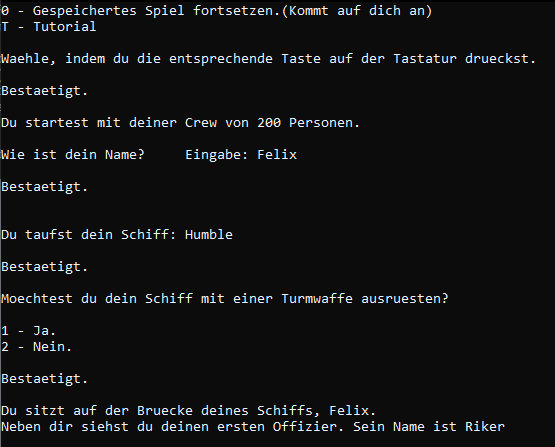 0 - Gespeichertes Spiel fortsetzen.(Kommt auf dich an)
T - Tutorial
Waehle, indem du die entsprechende Taste auf der Tastatur drueckst.
Bestaetigt.
Du startest mit deiner Crew von 200 Personen.
Wie ist dein Name?     Eingabe: Felix
Bestaetigt.
Du taufst dein Schiff: Humble
Bestaetigt.
Moechtest du dein Schiff mit einer Turmwaffe ausruesten?
1 - Ja.
2 - Nein.
Bestaetigt.
Du sitzt auf der Bruecke deines Schiffs, Felix.
Neben dir siehst du deinen ersten Offizier. Sein Name ist Riker